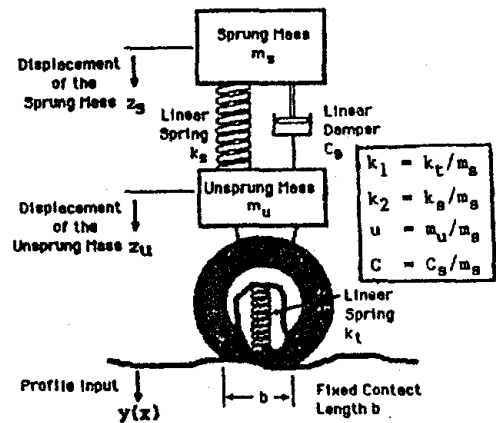 Sprung Mass
m_s
Displacement
of the
Sprung Mass z_s
Linear
Spring
k_s
Linear
Damper
C_s
Unsprung Mass
m_u
Displacement
of the
Unsprung Mass z_u
k_1 = k_t/m_s
k_2 = k_s/m_s
u = m_u/m_s
C = C_s/m_s
Linear
Spring
k_t
Profile Input
y(x)
b
Fixed Contact
Length b